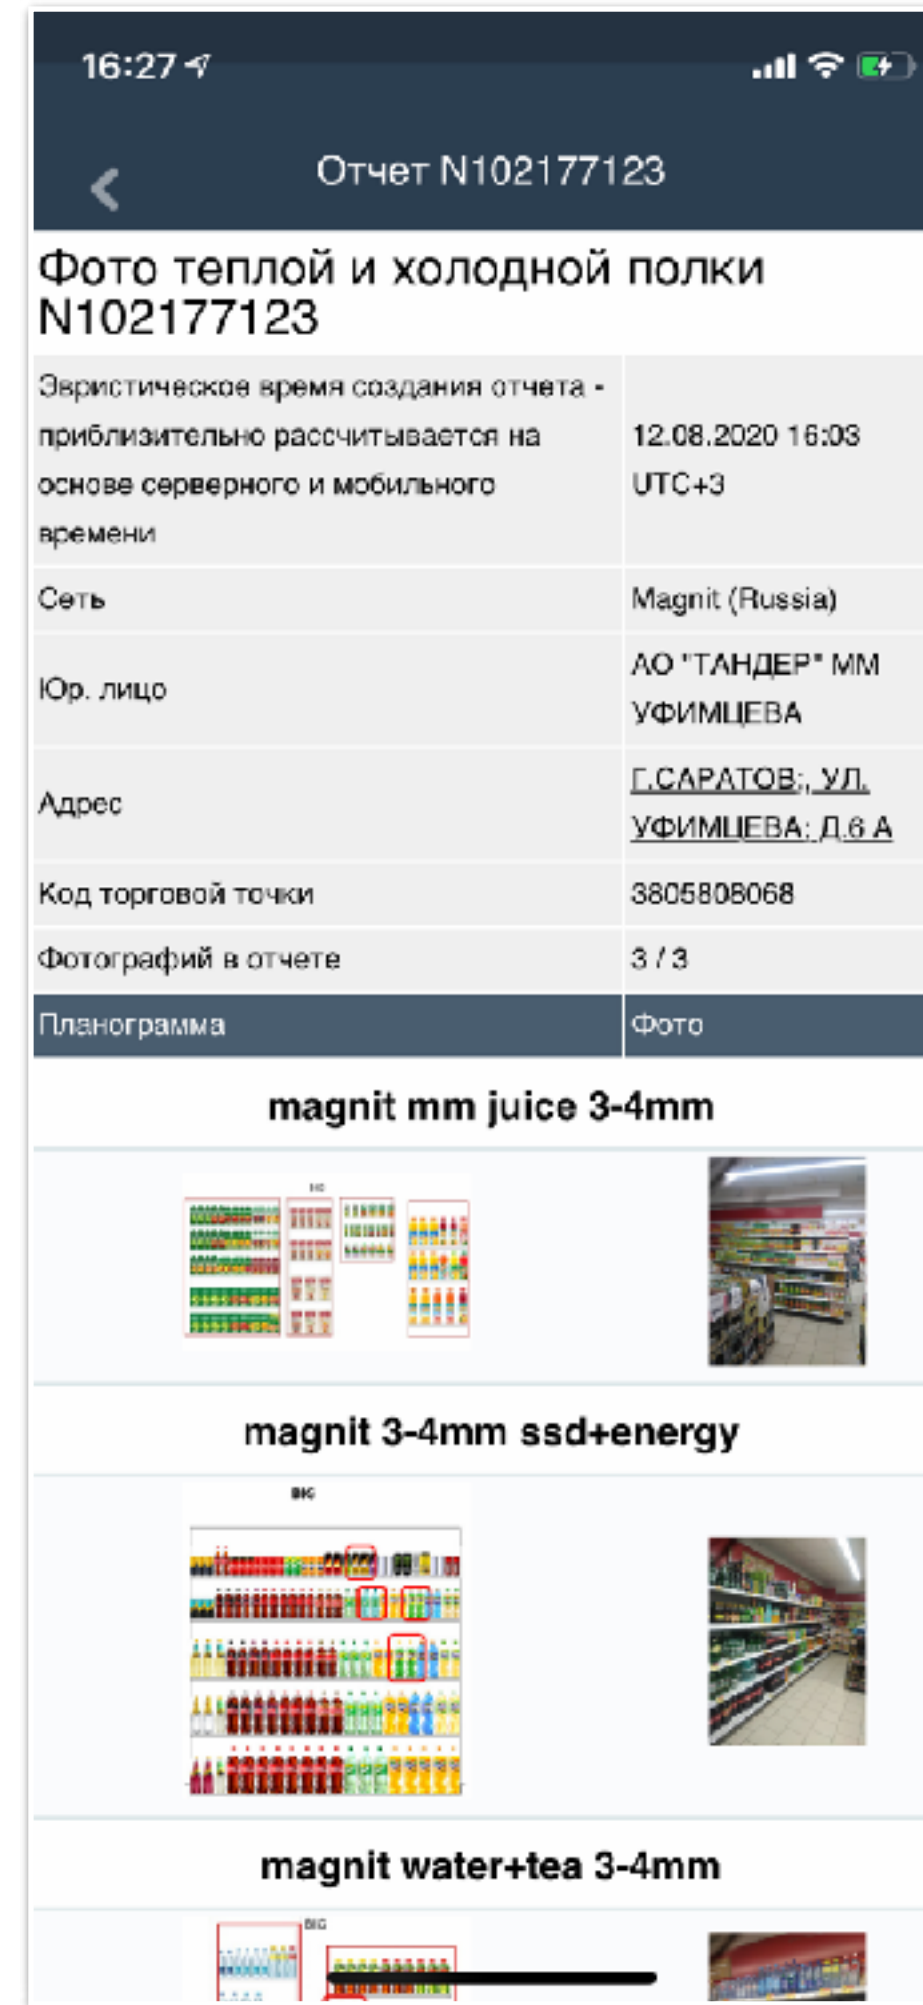 16:27
Отчет N102177123
Фото теплой и холодной полки
N102177123
Эвристическое время создания отчета -
приблизительно рассчитывается на
основе серверного и мобильного
времени
12.08.2020 16:03
UTC+3
Сеть
Magnit (Russia)
Юр. лицо
АО "ТАНДЕР" ММ
УФИМЦЕВА
Адрес
Г.САРАТОВ;, УЛ.
УФИМЦЕВА; Д.6 А
Код торговой точки
3805808068
Фотографий в отчете
3 / 3
Планограмма
Фото
magnit mm juice 3-4mm
BIG
magnit 3-4mm ssd+energy
BIG
magnit water+tea 3-4mm
BIG